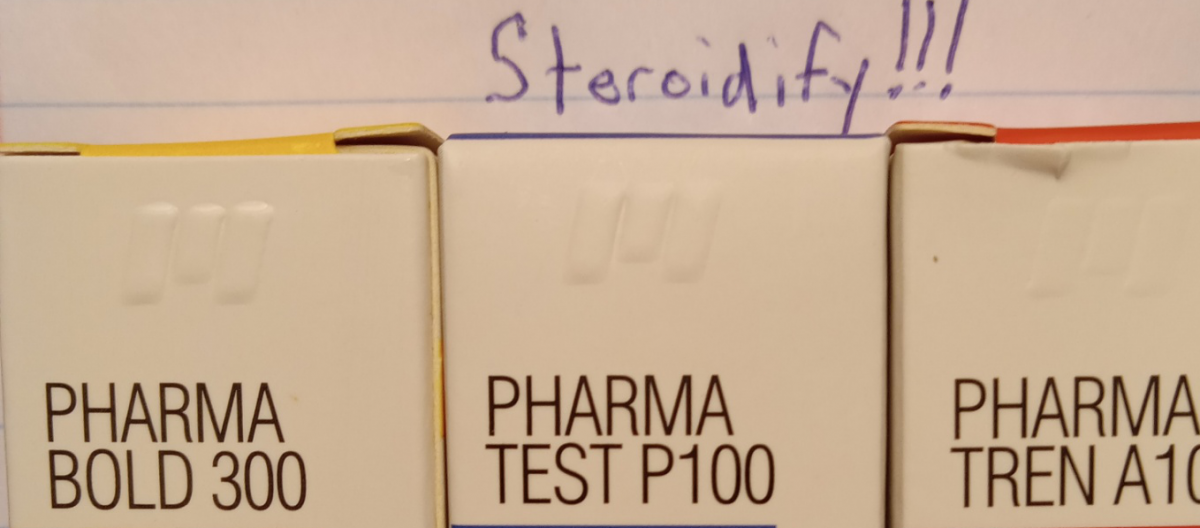 Steroidify!!!
PHARMA
BOLD 300
PHARMA
TEST P100
PHARMA
TREN A10